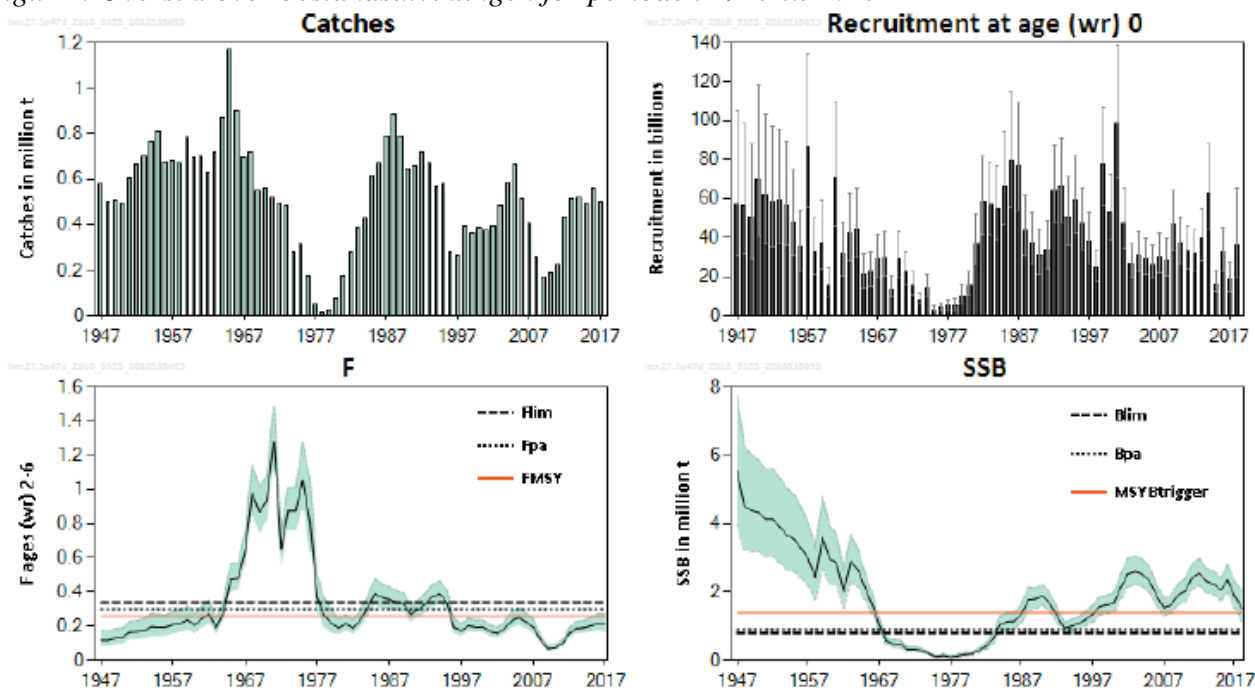 Catches
Recruitment at age (wr) 0
Catches in million t
1.2
1
0.8
0.6
0.4
0.2
0
1947 1957 1967 1977 1987 1997 2007 2017
Recruitment in billions
140
120
100
80
60
40
20
0
1947 1957 1967 1977 1987 1997 2007 2017
F
SSB
F ages (wr) 2-6
1.6
1.4
1.2
1
0.8
0.6
0.4
0.2
0
Flim
Fpa
FMSY
1947 1957 1967 1977 1987 1997 2007 2017
SSB in million t
8
6
4
2
0
Blim
Bpa
MSYBtrigger
1947 1957 1967 1977 1987 1997 2007 2017